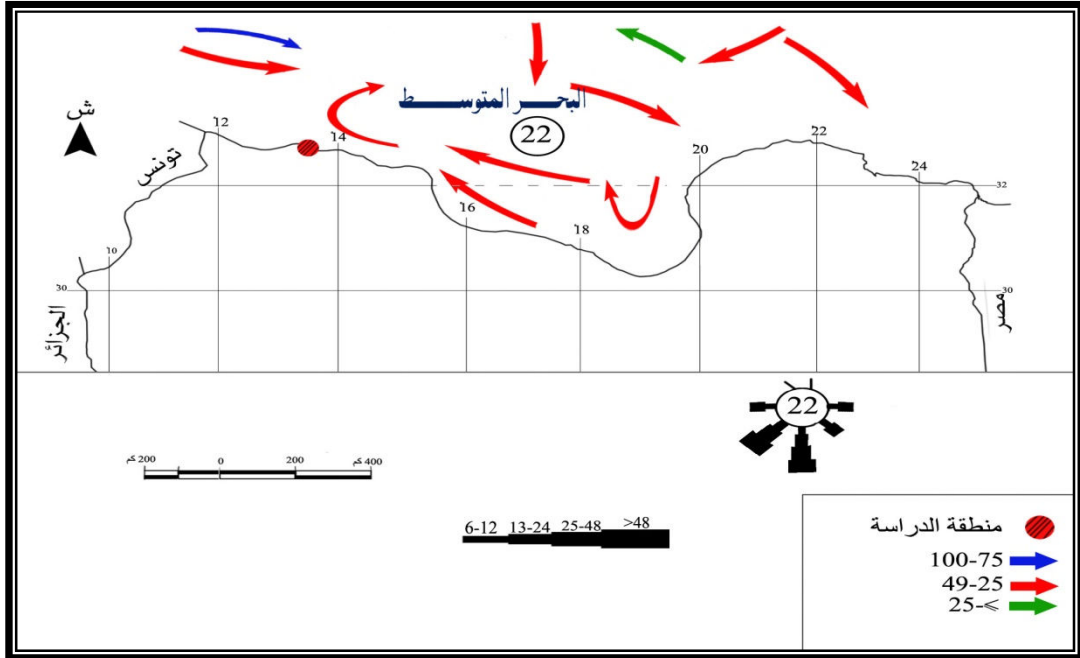 ش
البحر المتوسط
22
تونس
الجزائر
مصر
10
12
14
16
18
20
22
24
32
32
30
30
22
200 كم
0
200
400 كم
6-12
13-24
25-48
>48
منطقة الدراسة
100-75
49-25
25-⩽